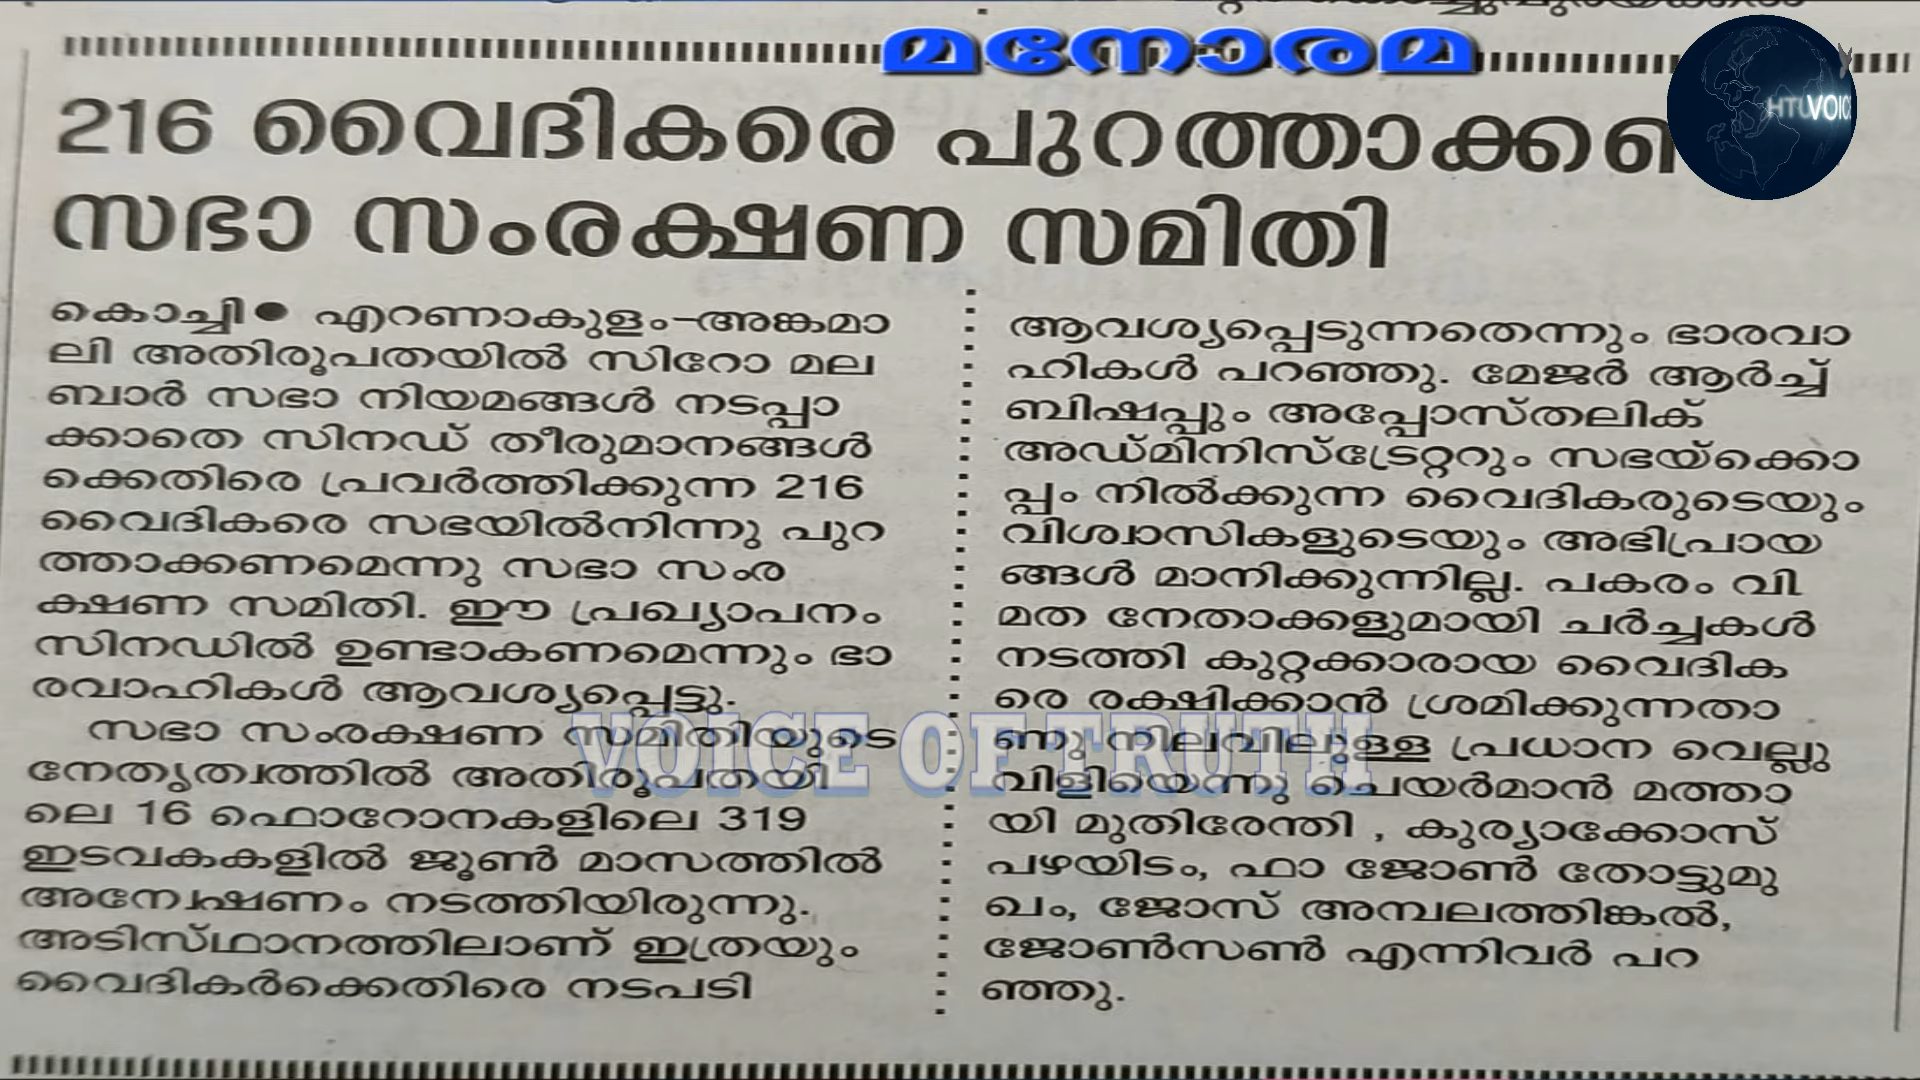 മനോരമ
HTLVOICE
216 വൈദികരെ പുറത്താക്കണ
സഭാ സംരക്ഷണ സമിതി
കൊച്ചി ● എറണാകുളം-അങ്കമാ
ലി അതിരൂപതയിൽ സിറോ മല
ബാർ സഭാ നിയമങ്ങൾ നടപ്പാ
ക്കാതെ സിനഡ് തീരുമാനങ്ങൾ
ക്കെതിരെ പ്രവർത്തിക്കുന്ന 216
വൈദികരെ സഭയിൽനിന്നു പുറ
ത്താക്കണമെന്നു സഭാ സംര
ക്ഷണ സമിതി. ഈ പ്രഖ്യാപനം
സിനഡിൽ ഉണ്ടാകണമെന്നും ഭാ
രവാഹികൾ ആവശ്യപ്പെട്ടു.
സഭാ സംരക്ഷണ സമിതിയുടെ
നേതൃത്വത്തിൽ അതിരൂപതയി
ലെ 16 ഫൊറോനകളിലെ 319
ഇടവകകളിൽ ജൂൺ മാസത്തിൽ
അന്വേഷണം നടത്തിയിരുന്നു.
അടിസ്ഥാനത്തിലാണ് ഇത്രയും
വൈദികർക്കെതിരെ നടപടി
ആവശ്യപ്പെടുന്നതെന്നും ഭാരവാ
ഹികൾ പറഞ്ഞു. മേജർ ആർച്ച്
ബിഷപ്പും അപ്പോസ്തലിക്
അഡ്മിനിസ്ട്രേറ്ററും സഭയ്ക്കൊ
പ്പം നിൽക്കുന്ന വൈദികരുടെയും
വിശ്വാസികളുടെയും അഭിപ്രായ
ങ്ങൾ മാനിക്കുന്നില്ല. പകരം വി
മത നേതാക്കളുമായി ചർച്ചകൾ
നടത്തി കുറ്റക്കാരായ വൈദിക
രെ രക്ഷിക്കാൻ ശ്രമിക്കുന്നതാ
ണു നിലവിലുള്ള പ്രധാന വെല്ലു
വിളിയെന്നു ചെയർമാൻ മത്താ
യി മുതിരേന്തി , കുര്യാക്കോസ്
പഴയിടം, ഫാ ജോൺ തോട്ടുമു
ഖം, ജോസ് അമ്പലത്തിങ്കൽ,
ജോൺസൺ എന്നിവർ പറ
ഞ്ഞു.
VOICE OF TRUTH